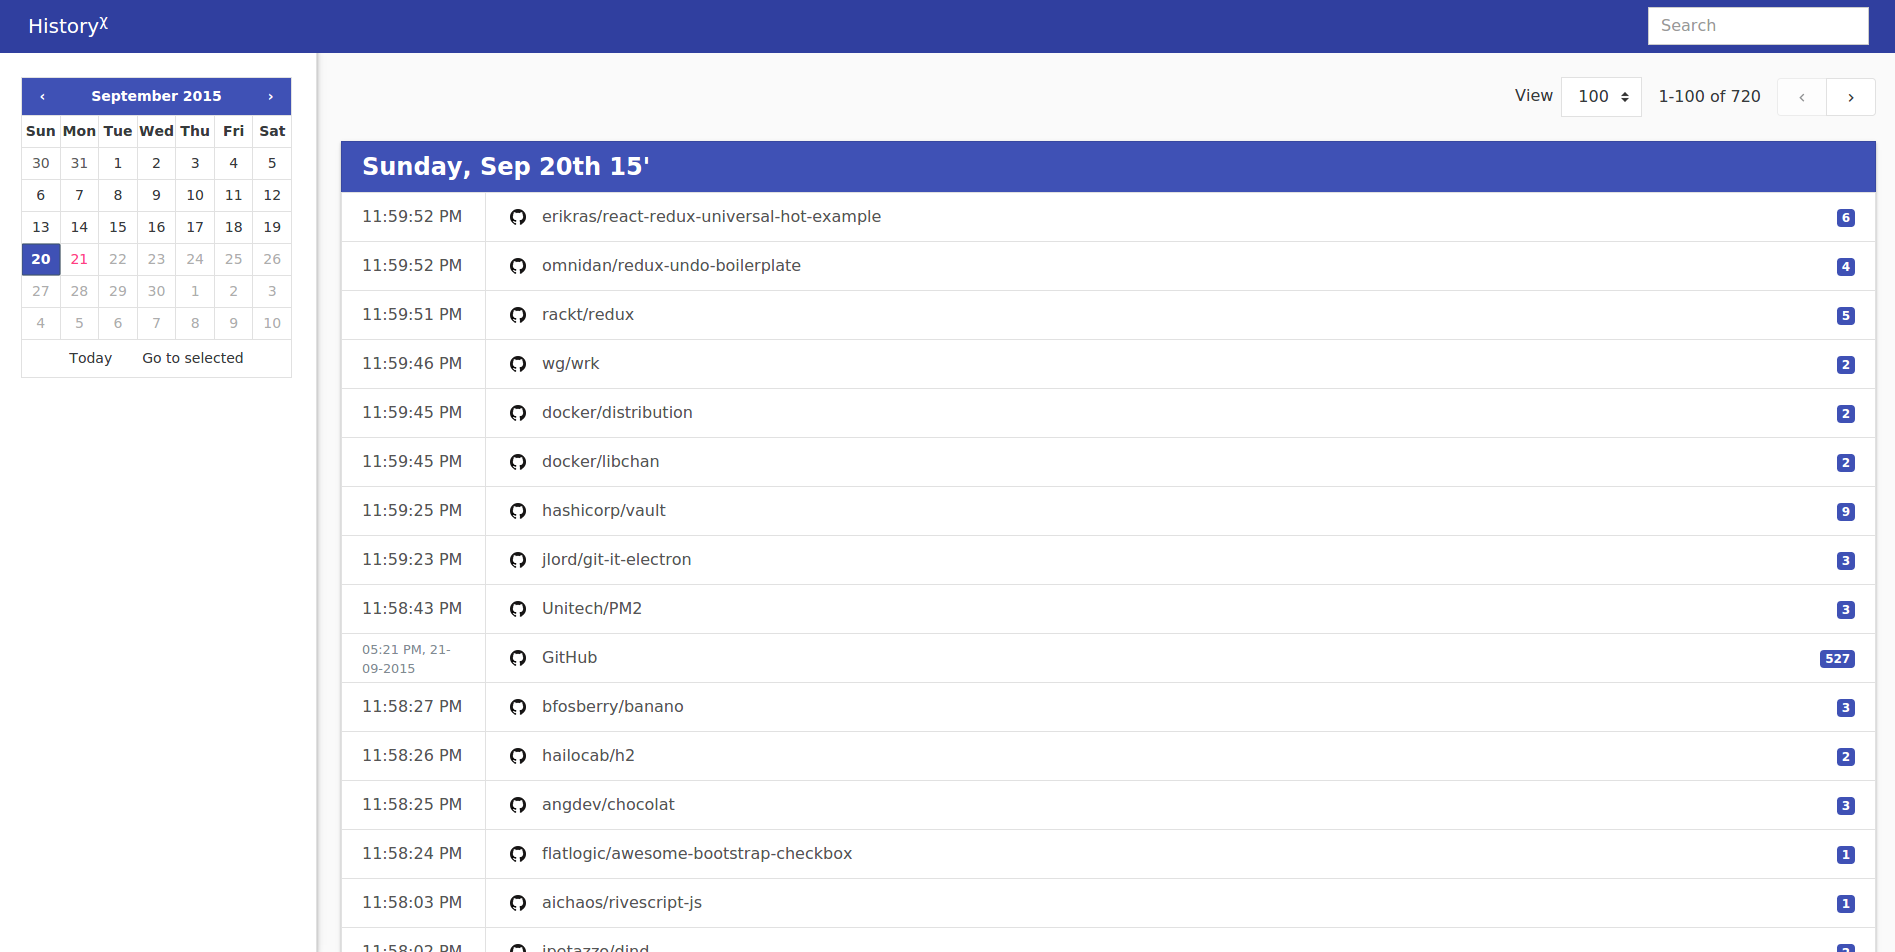 Historyχ
Search
‹ September 2015 ›
Sun Mon Tue Wed Thu Fri Sat
30 31 1 2 3 4 5
6 7 8 9 10 11 12
13 14 15 16 17 18 19
20 21 22 23 24 25 26
27 28 29 30 1 2 3
4 5 6 7 8 9 10
Today Go to selected
View 100 1-100 of 720 ‹ ›
Sunday, Sep 20th 15'
11:59:52 PM erikras/react-redux-universal-hot-example 6
11:59:52 PM omnidan/redux-undo-boilerplate 4
11:59:51 PM rackt/redux 5
11:59:46 PM wg/wrk 2
11:59:45 PM docker/distribution 2
11:59:45 PM docker/libchan 2
11:59:25 PM hashicorp/vault 9
11:59:23 PM jlord/git-it-electron 3
11:58:43 PM Unitech/PM2 3
05:21 PM, 21-
09-2015
GitHub 527
11:58:27 PM bfosberry/banano 3
11:58:26 PM hailocab/h2 2
11:58:25 PM angdev/chocolat 3
11:58:24 PM flatlogic/awesome-bootstrap-checkbox 1
11:58:03 PM aichaos/rivescript-js 1
11:58:02 PM jpetazzo/dind